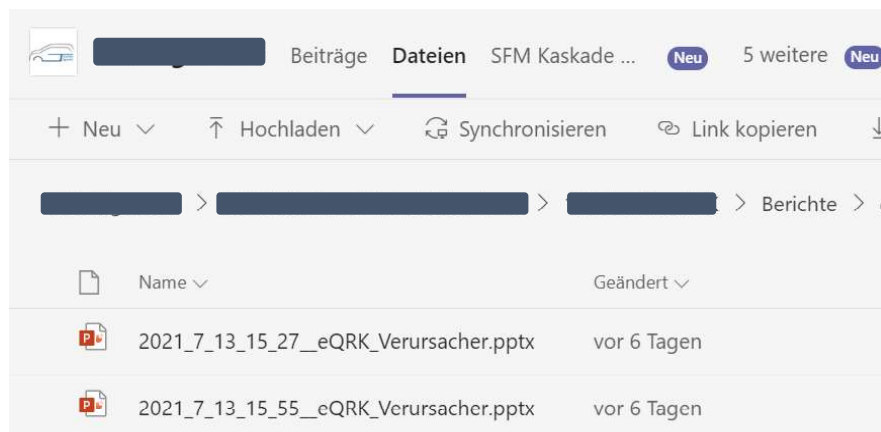 Beiträge Dateien SFM Kaskade ... Neu 5 weitere Neu
Neu Hochladen Synchronisieren Link kopieren
> > > Berichte >
Name Geändert
2021_7_13_15_27__eQRK_Verursacher.pptx vor 6 Tagen
2021_7_13_15_55__eQRK_Verursacher.pptx vor 6 Tagen